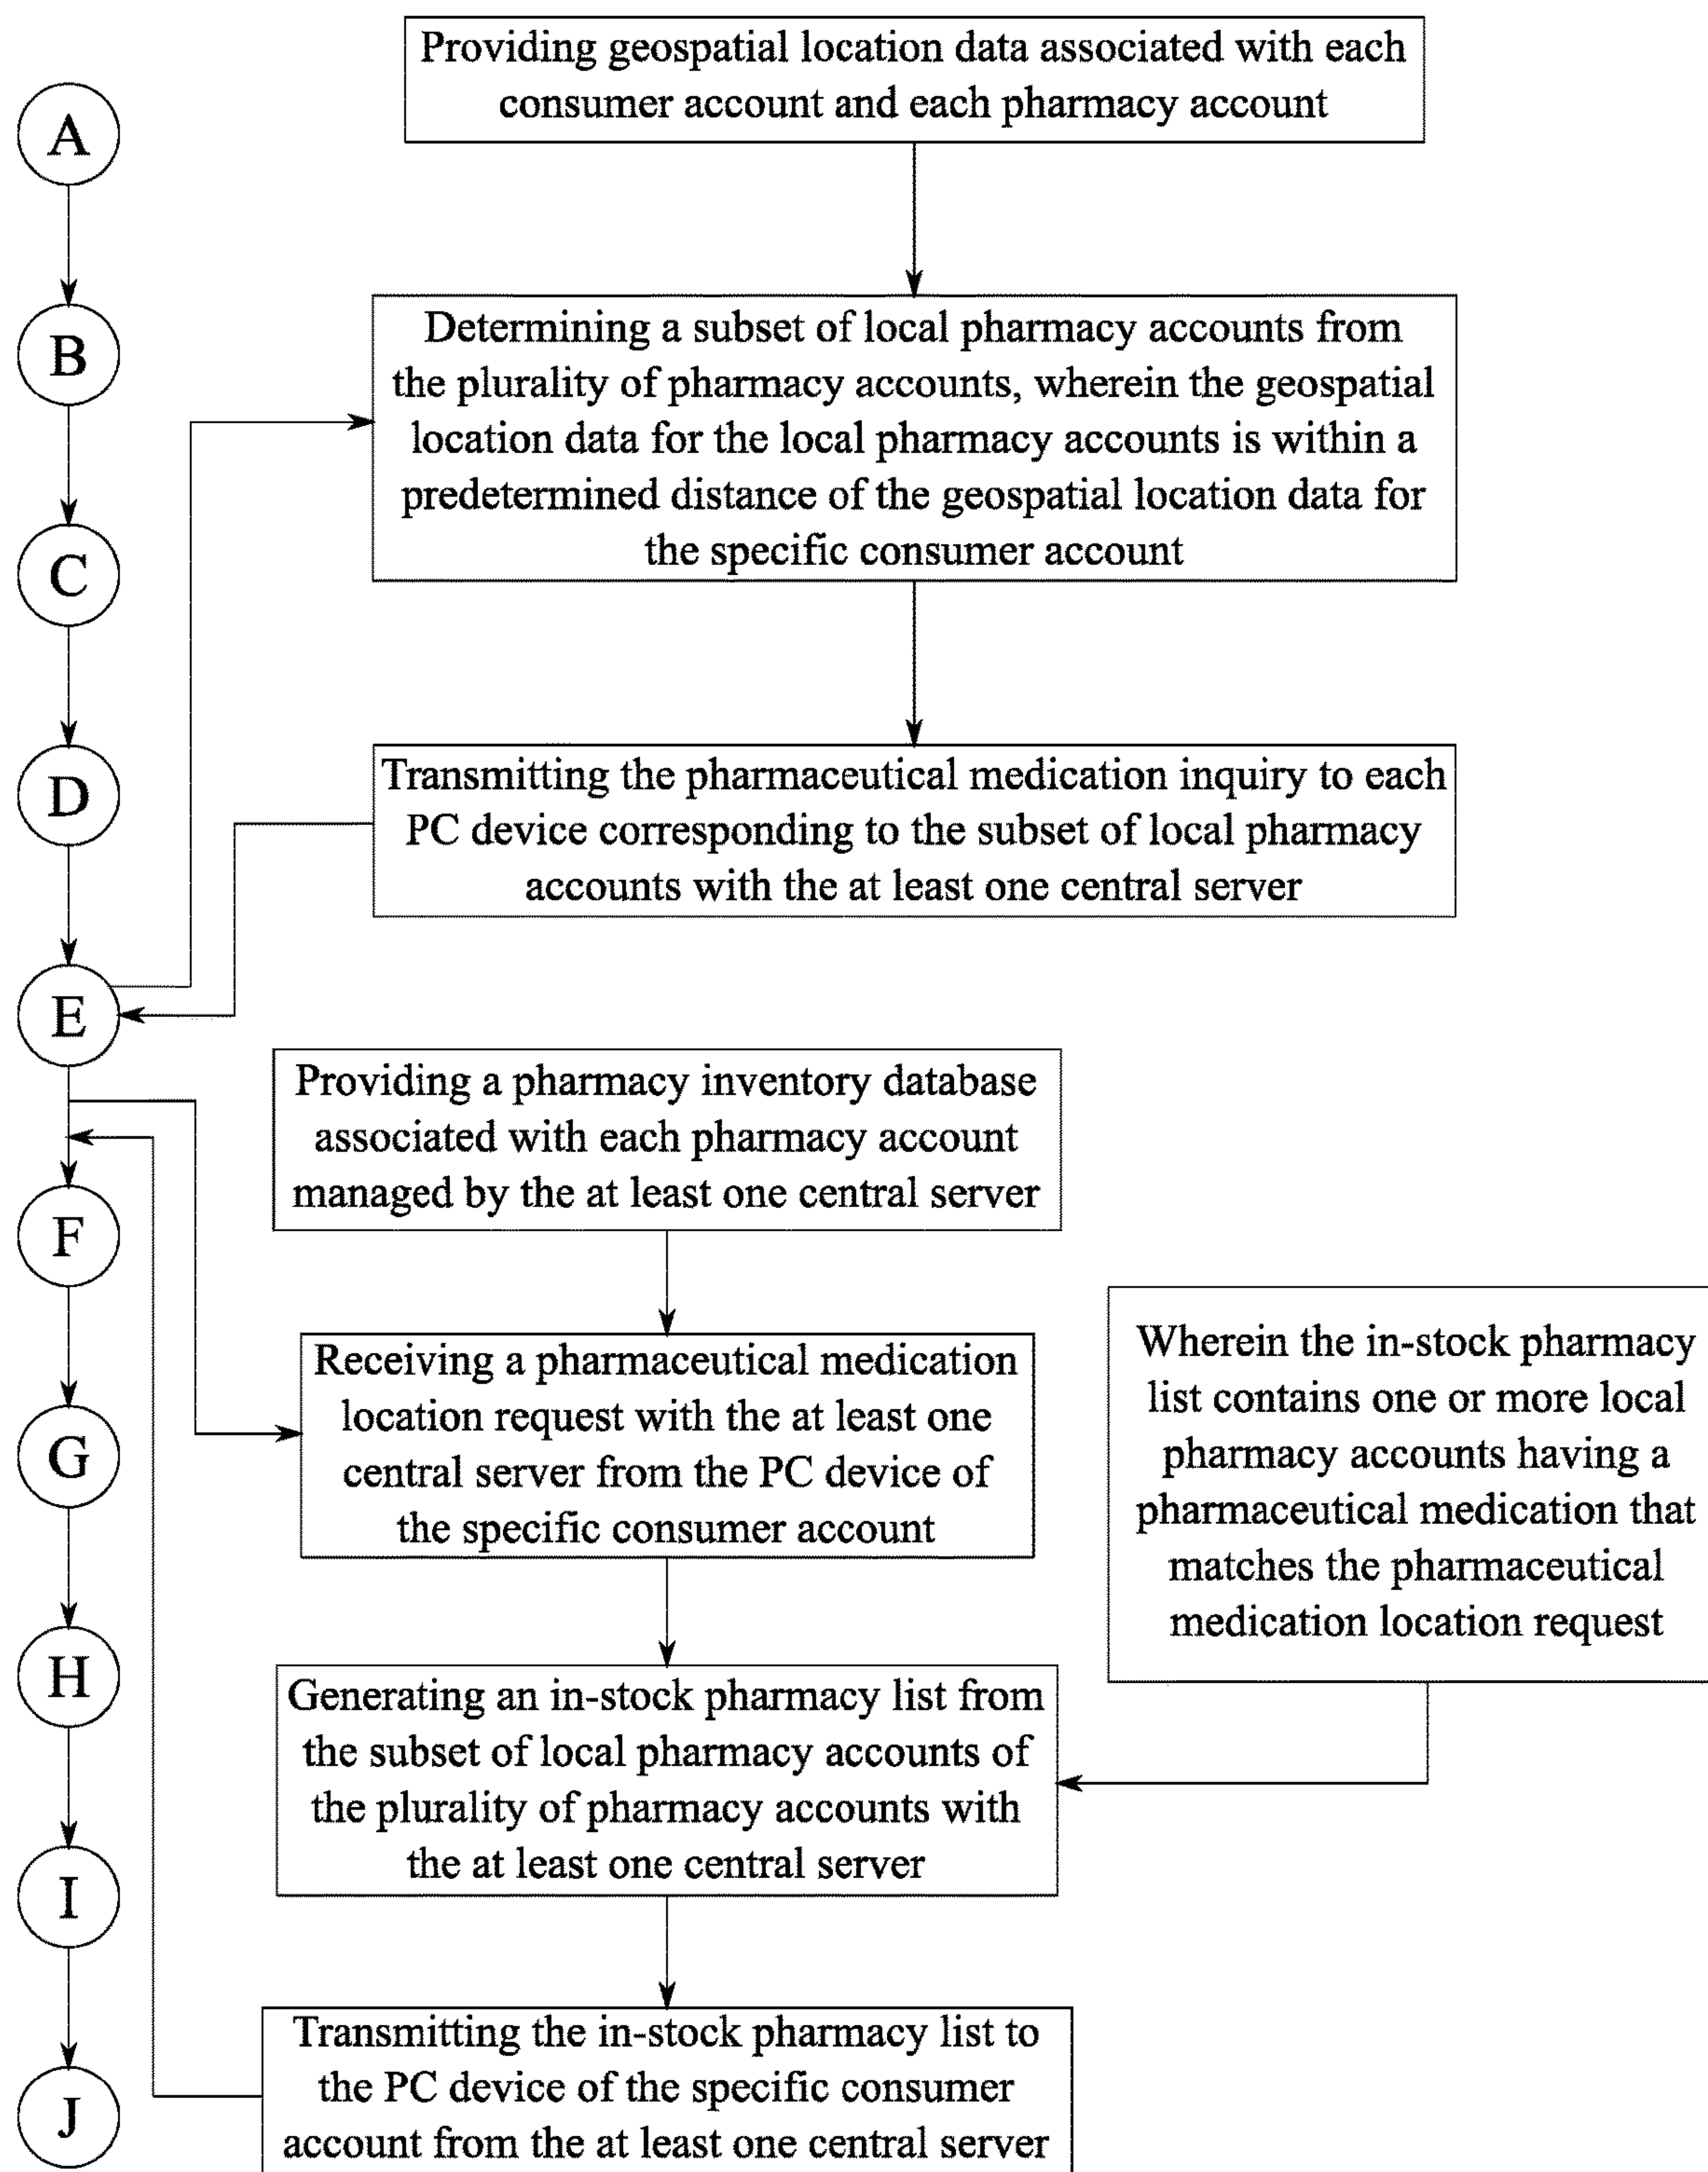 Providing geospatial location data associated with each
consumer account and each pharmacy account
A
B
Determining a subset of local pharmacy accounts from
the plurality of pharmacy accounts, wherein the geospatial
location data for the local pharmacy accounts is within a
predetermined distance of the geospatial location data for
the specific consumer account
C
D
Transmitting the pharmaceutical medication inquiry to each
PC device corresponding to the subset of local pharmacy
accounts with the at least one central server
E
Providing a pharmacy inventory database
associated with each pharmacy account
managed by the at least one central server
F
Receiving a pharmaceutical medication
location request with the at least one
central server from the PC device of
the specific consumer account
G
Wherein the in-stock pharmacy
list contains one or more local
pharmacy accounts having a
pharmaceutical medication that
matches the pharmaceutical
medication location request
H
Generating an in-stock pharmacy list from
the subset of local pharmacy accounts of
the plurality of pharmacy accounts with
the at least one central server
I
Transmitting the in-stock pharmacy list to
the PC device of the specific consumer
account from the at least one central server
J